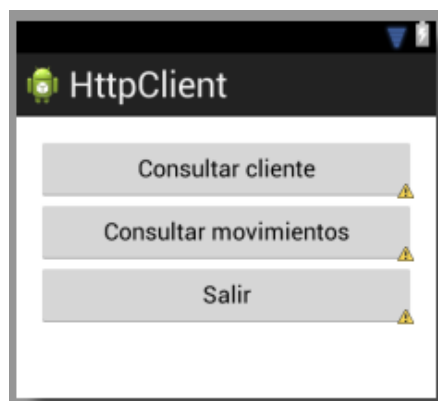 HttpClient
Consultar cliente
Consultar movimientos
Salir